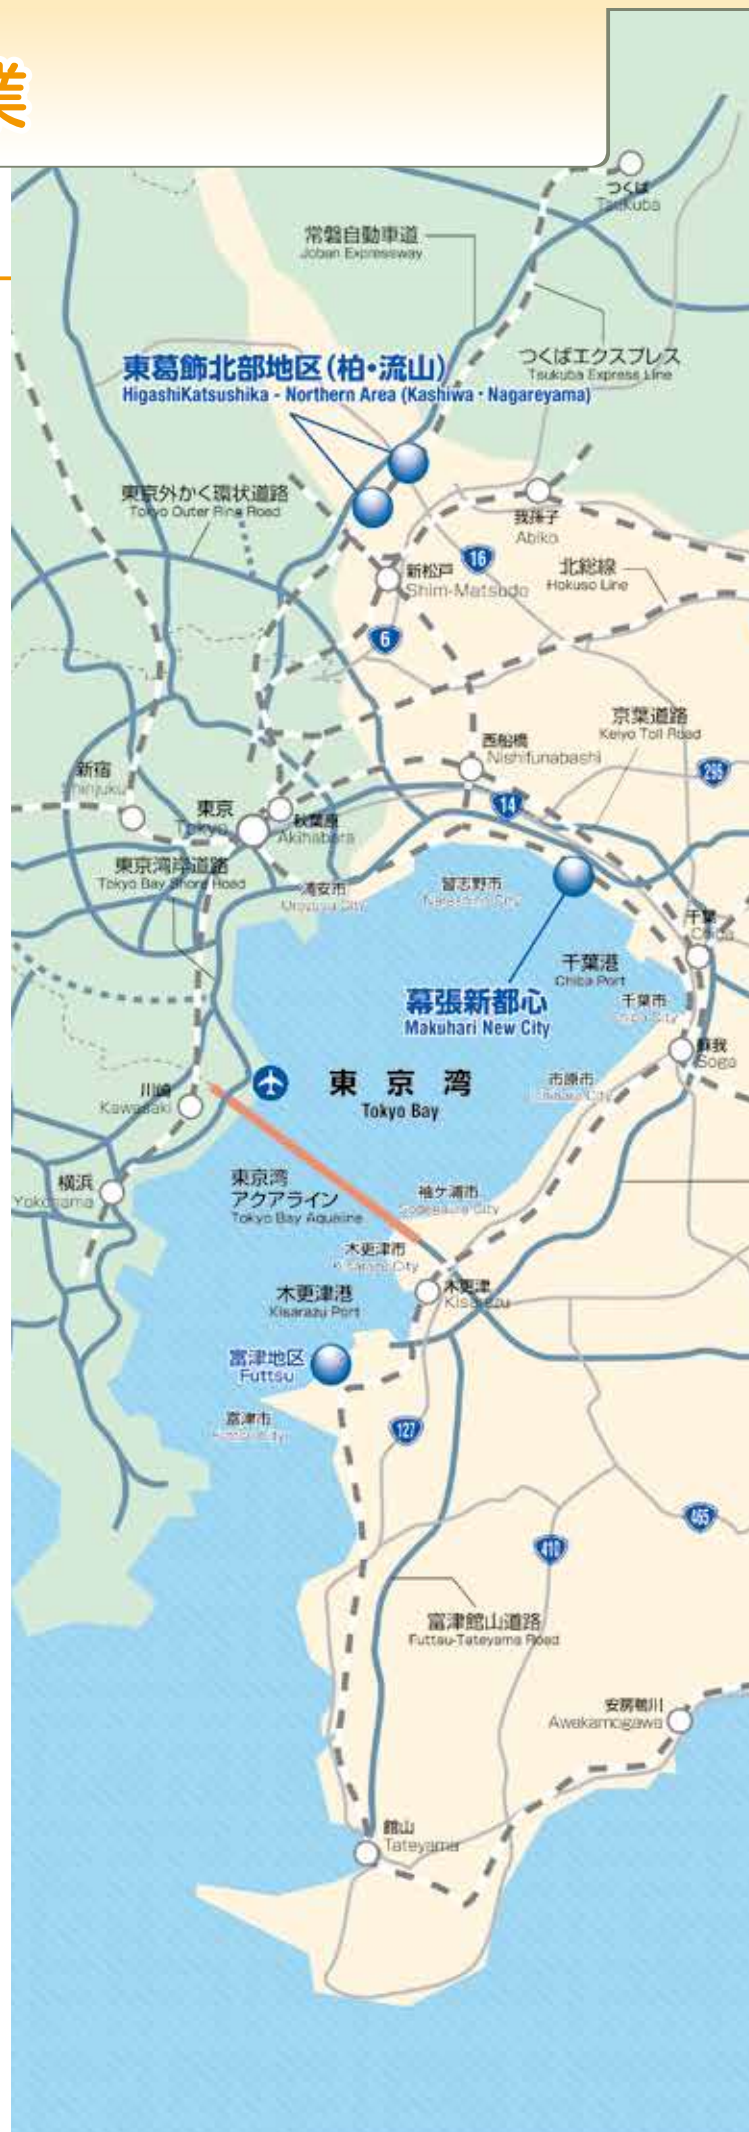 業
つくば
Tsukuba
常磐自動車道
Joban Expressway
つくばエクスプレス
Tsukuba Express Line
東葛飾北部地区(柏・流山)
HigashiKatsushika - Northern Area (Kashiwa・Nagareyama)
東京外かく環状道路
Tokyo Outer Ring Road
我孫子
Abiko
16
新松戸
Shim-Matsudo
北総線
Hokuso Line
6
京葉道路
Keiyo Toll Road
西船橋
Nishifunabashi
新宿
Shinjuku
14
東京
Tokyo
秋葉原
Akihabara
東京湾岸道路
Tokyo Bay Shore Road
浦安市
習志野市
千葉
千葉港
Chiba Port
幕張新都心
Makuhari New City
千葉市
蘇我
Soga
東京湾
Tokyo Bay
市原市
川崎
Kawasaki
横浜
Yokohama
東京湾
アクアライン
Tokyo Bay Aqualine
袖ケ浦市
Sodegaura City
木更津市
木更津
Kisarazu
木更津港
Kisarazu Port
富津地区
Futtsu
富津市
127
465
410
富津館山道路
Futtsu-Tateyama Road
安房鴨川
Awakamogawa
館山
Tateyama